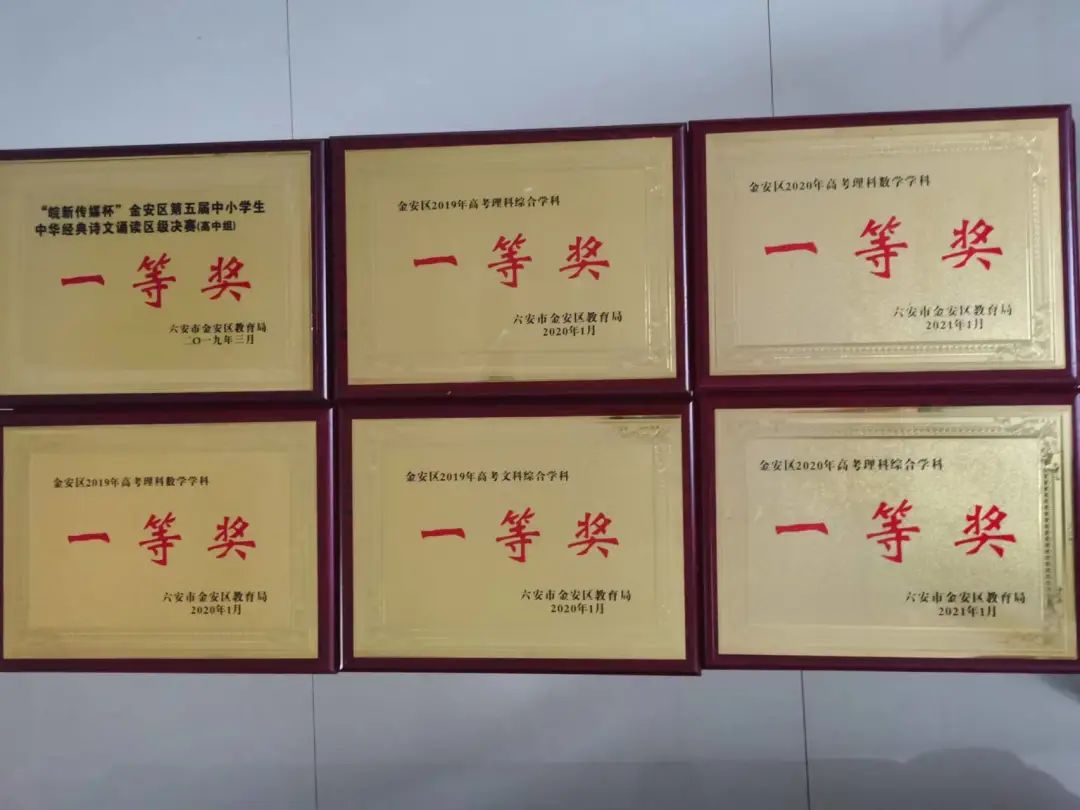 “皖新传媒杯”金安区第五届中小学生
中华经典诗文诵读区级决赛(高中组)
一等奖
六安市金安区教育局
二〇一九年三月
金安区2019年高考理科综合学科
一等奖
六安市金安区教育局
2020年1月
金安区2020年高考理科数学学科
一等奖
六安市金安区教育局
2021年1月
金安区2019年高考理科数学学科
一等奖
六安市金安区教育局
2020年1月
金安区2019年高考文科综合学科
一等奖
六安市金安区教育局
2020年1月
金安区2020年高考理科综合学科
一等奖
六安市金安区教育局
2021年1月